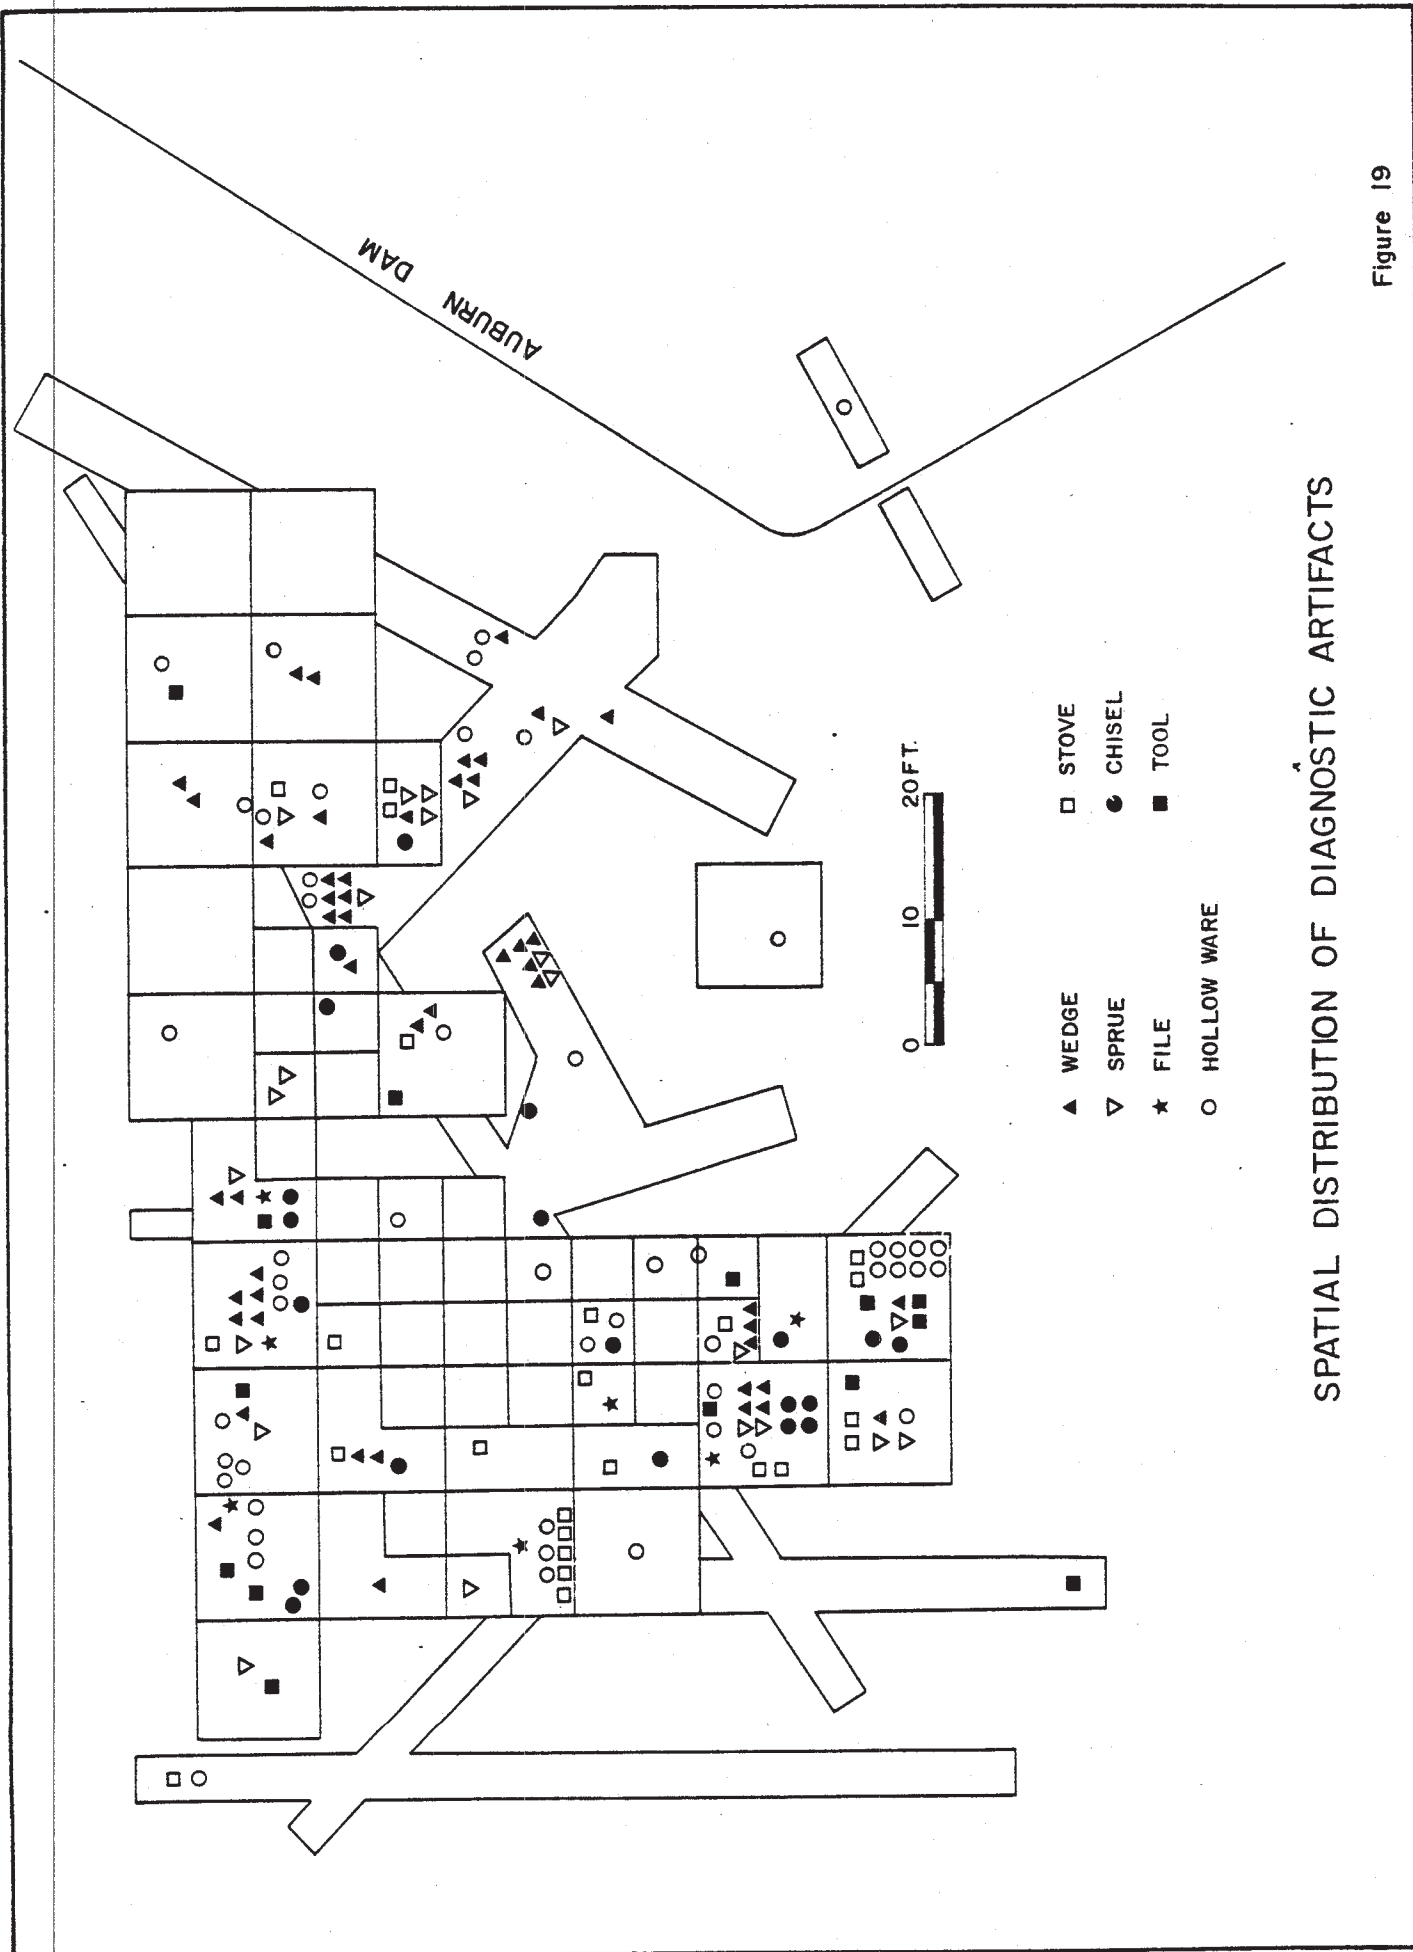 AUBURN DAM
0 10 20 FT.
WEDGE
SPRUE
FILE
HOLLOW WARE
STOVE
CHISEL
TOOL
SPATIAL DISTRIBUTION OF DIAGNOSTIC ARTIFACTS
Figure 19